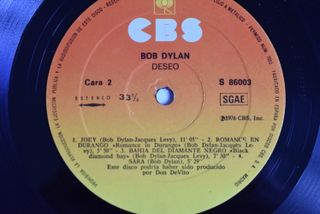 CBS
BOB DYLAN
DESEO
Cara 2
S 86003
ESTEREO 33⅓
SGAE
℗1976 CBS, Inc.
1. JOEY (Bob Dylan-Jacques Levy), 11' 05" - 2. ROMANCE EN
DURANGO «Romance in Durango» (Bob Dylan-Jacques Le-
vy), 5' 50" - 3. BAHIA DEL DIAMANTE NEGRO «Black
diamond bay» (Bob Dylan-Jacques Levy), 7' 30" - 4.
SARA (Bob Dylan), 5' 29"
Este disco podría haber sido producido por
Don DeVito